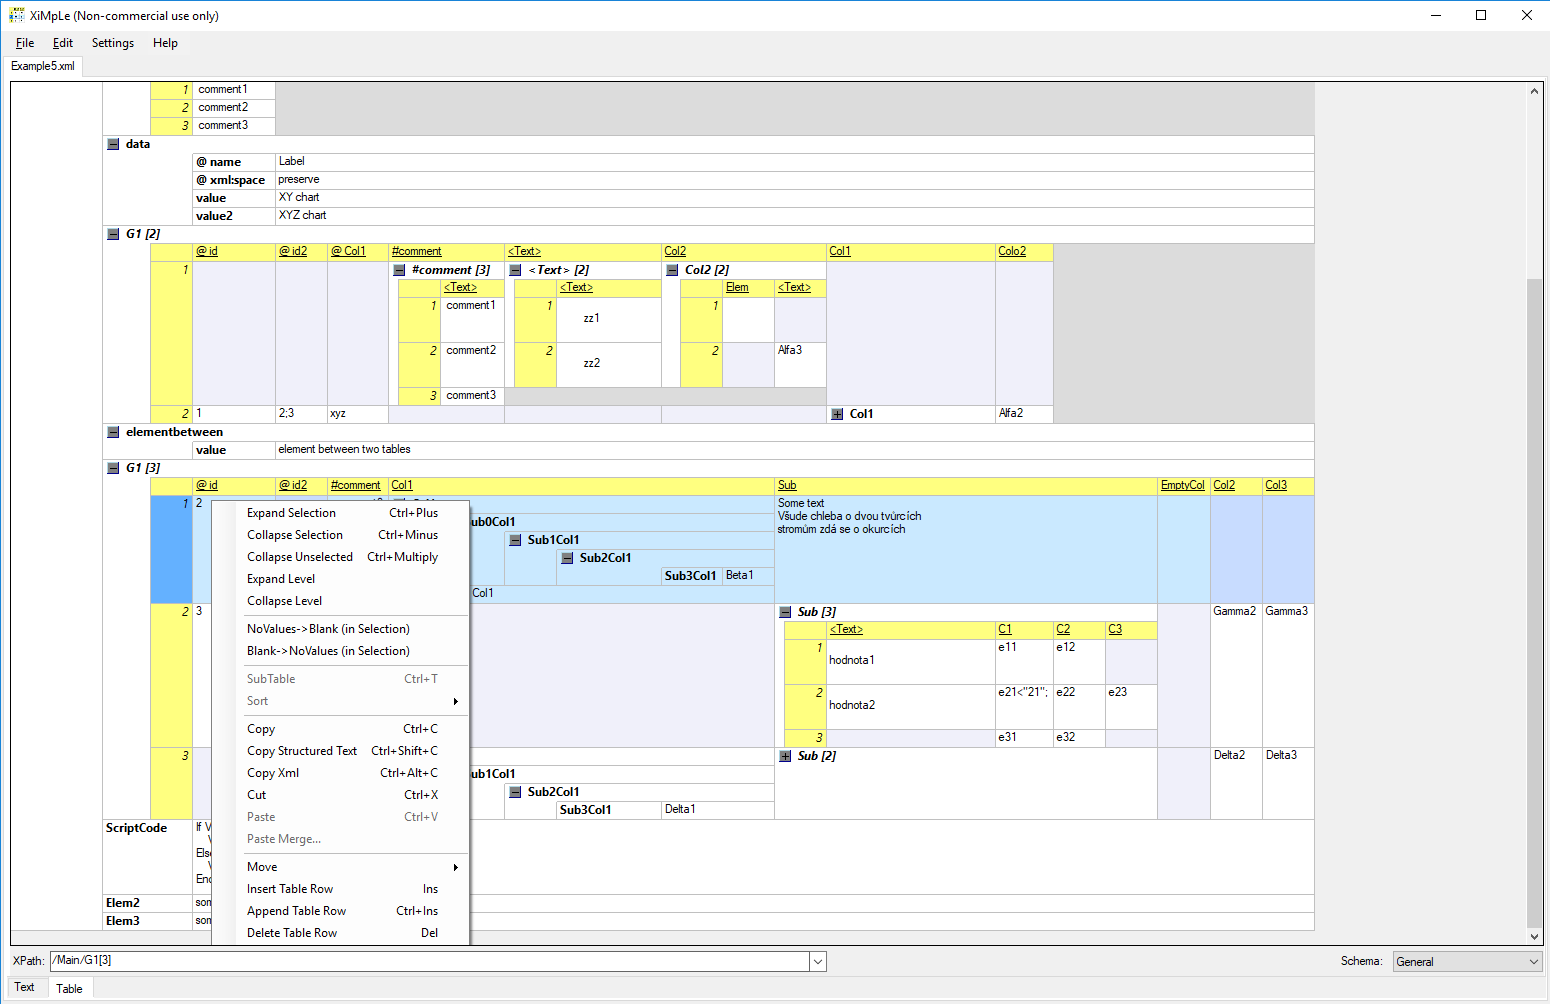 XiMpLe (Non-commercial use only)
File Edit Settings Help
Example5.xml
1 comment1
2 comment2
3 comment3
data
@ name Label
@ xml:space preserve
value XY chart
value2 XYZ chart
G1 [2]
@ id @ id2 @ Col1 #comment <Text> Col2 Col1 Colo2
1 #comment [3] <Text> [2] Col2 [2]
<Text> <Text> Elem <Text>
1 comment1 1 zz1 1
2 comment2 2 zz2 2 Alfa3
3 comment3
2 1 2;3 xyz Col1 Alfa2
elementbetween
value element between two tables
G1 [3]
@ id @ id2 #comment Col1 Sub EmptyCol Col2 Col3
1 2 Some text
Všude chleba o dvou tvůrcích
stromům zdá se o okurcích
ub0Col1
Sub1Col1
Sub2Col1
Sub3Col1 Beta1
Col1
2 3 Sub [3] Gamma2 Gamma3
<Text> C1 C2 C3
1 hodnota1 e11 e12
2 hodnota2 e21<"21"; e22 e23
3 e31 e32
3 Sub [2] Delta2 Delta3
ub1Col1
Sub2Col1
Sub3Col1 Delta1
ScriptCode If V
Els
Enc
Elem2 son
Elem3 son
Expand Selection Ctrl+Plus
Collapse Selection Ctrl+Minus
Collapse Unselected Ctrl+Multiply
Expand Level
Collapse Level
NoValues->Blank (in Selection)
Blank->NoValues (in Selection)
SubTable Ctrl+T
Sort
Copy Ctrl+C
Copy Structured Text Ctrl+Shift+C
Copy Xml Ctrl+Alt+C
Cut Ctrl+X
Paste Ctrl+V
Paste Merge...
Move
Insert Table Row Ins
Append Table Row Ctrl+Ins
Delete Table Row Del
XPath: /Main/G1[3] Schema: General
Text Table